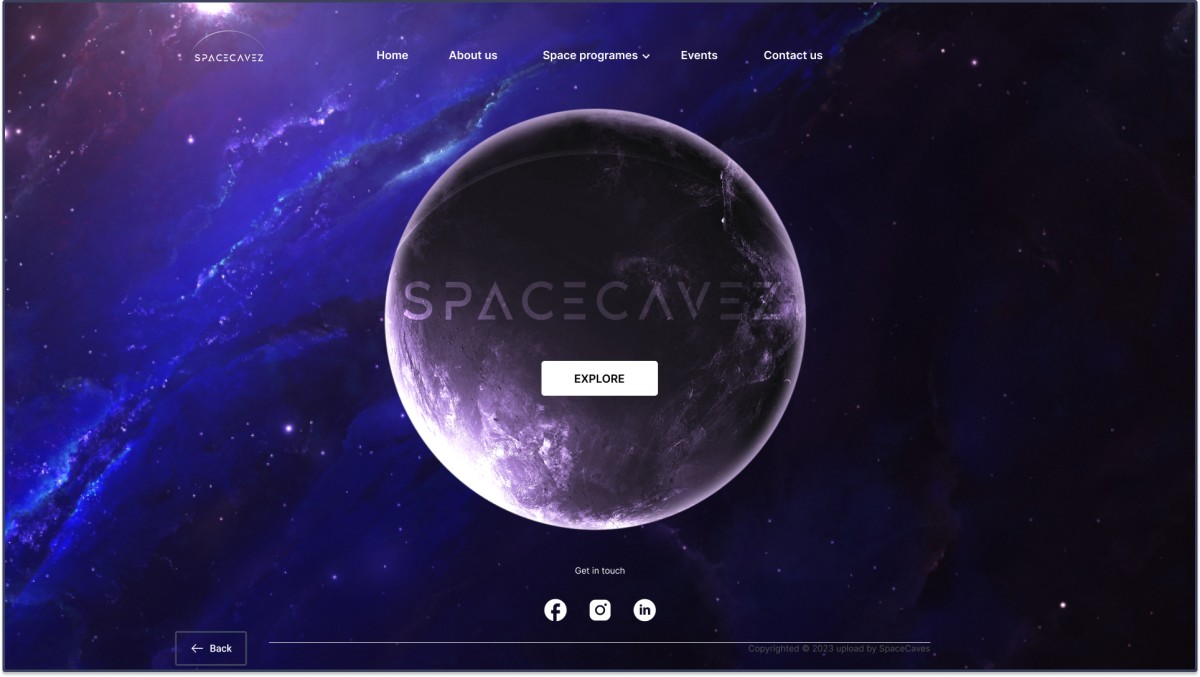 SPACECAVEZ
Home About us Space programes Events Contact us
SPACECAVEZ
EXPLORE
Get in touch
Back
Copyrighted © 2023 upload by SpaceCaves